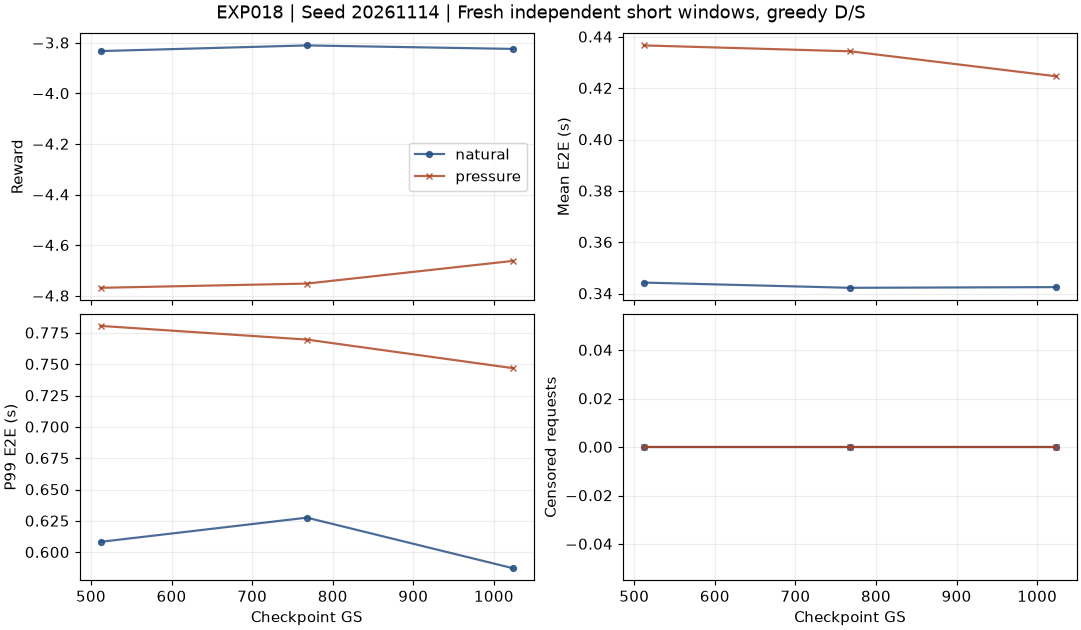 EXP018 | Seed 20261114 | Fresh independent short windows, greedy D/S
−3.8
−4.0
−4.2
−4.4
−4.6
−4.8
Reward
natural
pressure
0.44
0.42
0.40
0.38
0.36
0.34
Mean E2E (s)
0.775
0.750
0.725
0.700
0.675
0.650
0.625
0.600
P99 E2E (s)
500 600 700 800 900 1000
Checkpoint GS
0.04
0.02
0.00
−0.02
−0.04
Censored requests
500 600 700 800 900 1000
Checkpoint GS